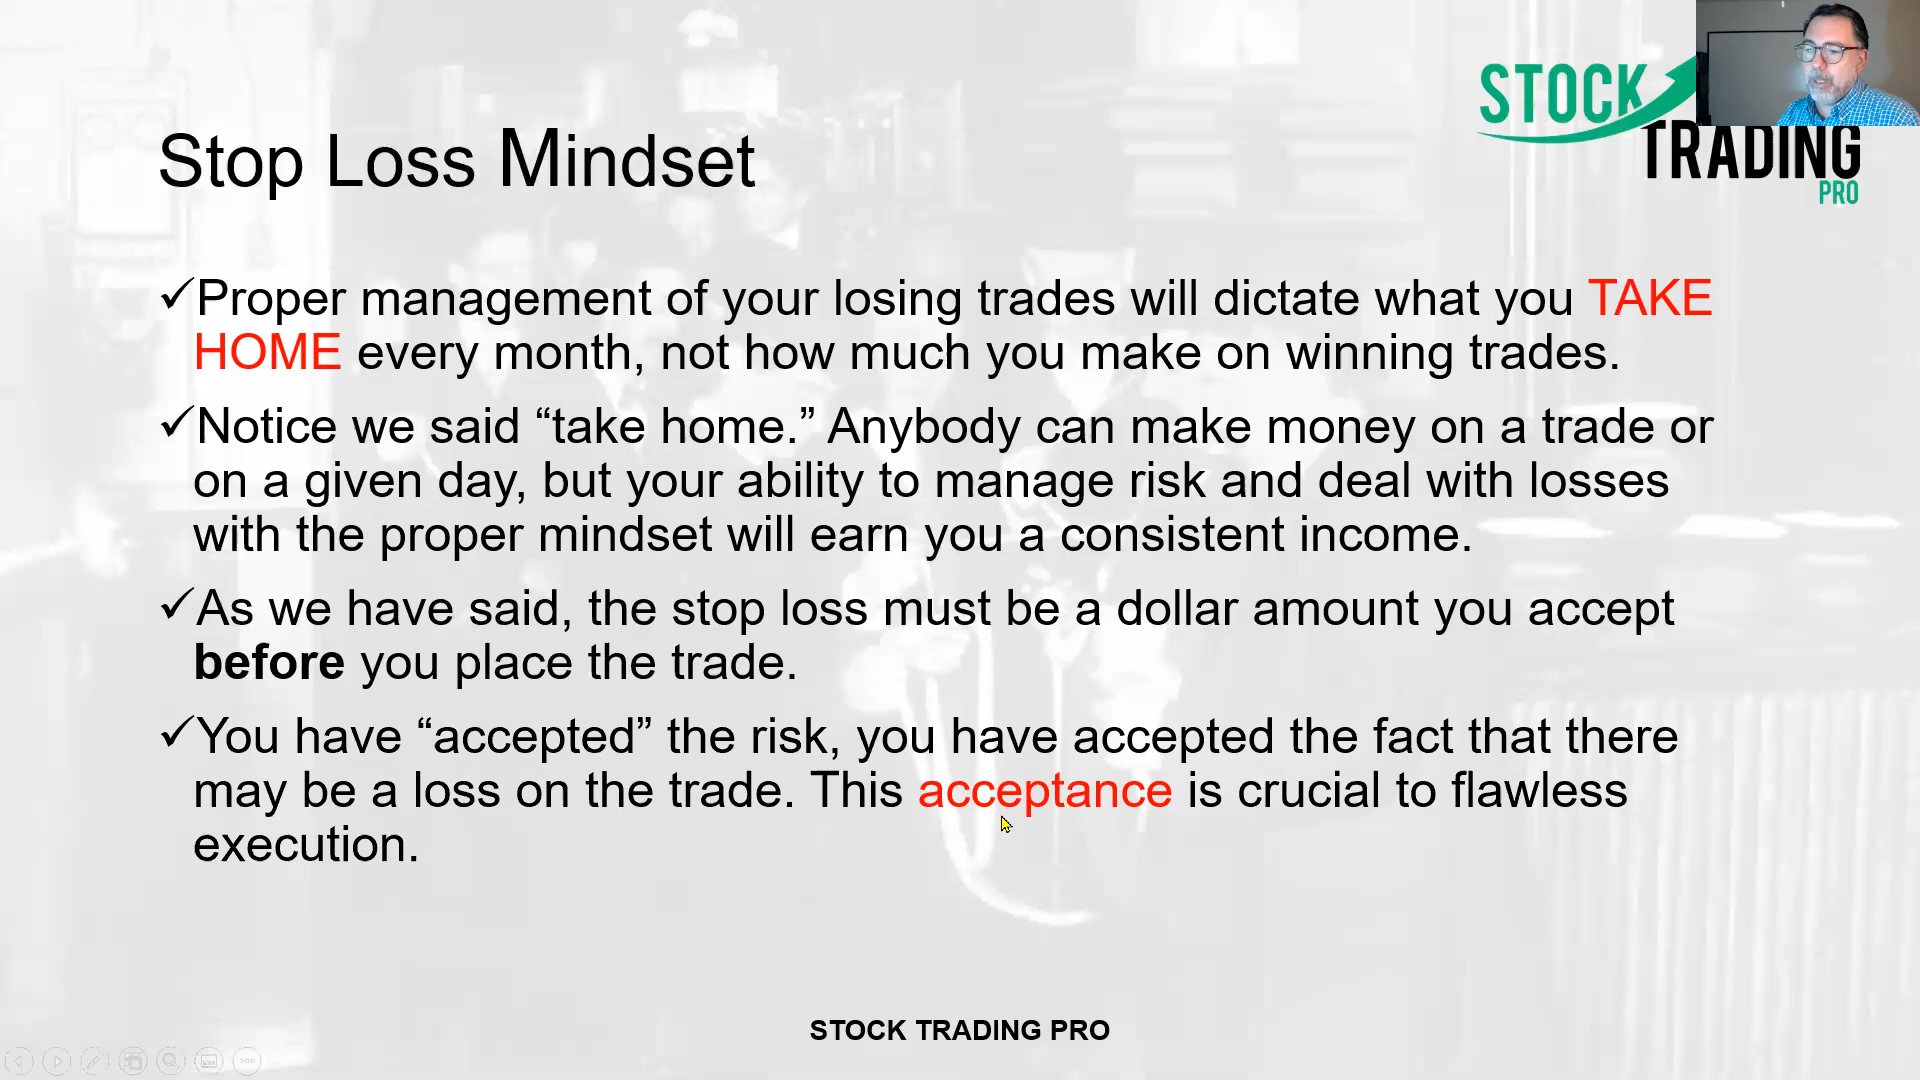 STOCK
TRADING
PRO
Stop Loss Mindset
✓Proper management of your losing trades will dictate what you TAKE
HOME every month, not how much you make on winning trades.
✓Notice we said “take home.” Anybody can make money on a trade or
on a given day, but your ability to manage risk and deal with losses
with the proper mindset will earn you a consistent income.
✓As we have said, the stop loss must be a dollar amount you accept
before you place the trade.
✓You have “accepted” the risk, you have accepted the fact that there
may be a loss on the trade. This acceptance is crucial to flawless
execution.
STOCK TRADING PRO